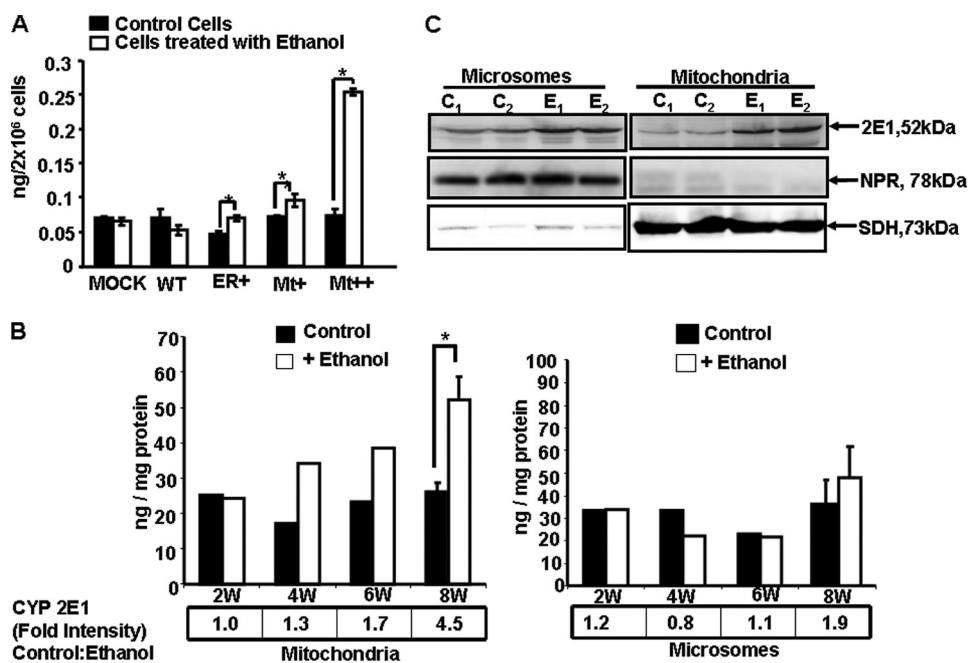 A
Control Cells
Cells treated with Ethanol
ng/2x10⁶ cells
0.3
0.25
0.2
0.15
0.1
0.05
0
* * *
MOCK WT ER+ Mt+ Mt++
C
Microsomes Mitochondria
C₁ C₂ E₁ E₂ C₁ C₂ E₁ E₂
2E1,52kDa
NPR, 78kDa
SDH,73kDa
B
Control
+ Ethanol
ng / mg protein
70
60
50
40
30
20
10
0
*
2W 4W 6W 8W
CYP 2E1
(Fold Intensity)
Control:Ethanol
1.0 1.3 1.7 4.5
Mitochondria
Control
+ Ethanol
ng / mg protein
100
90
80
70
60
50
40
30
20
10
0
2W 4W 6W 8W
1.2 0.8 1.1 1.9
Microsomes